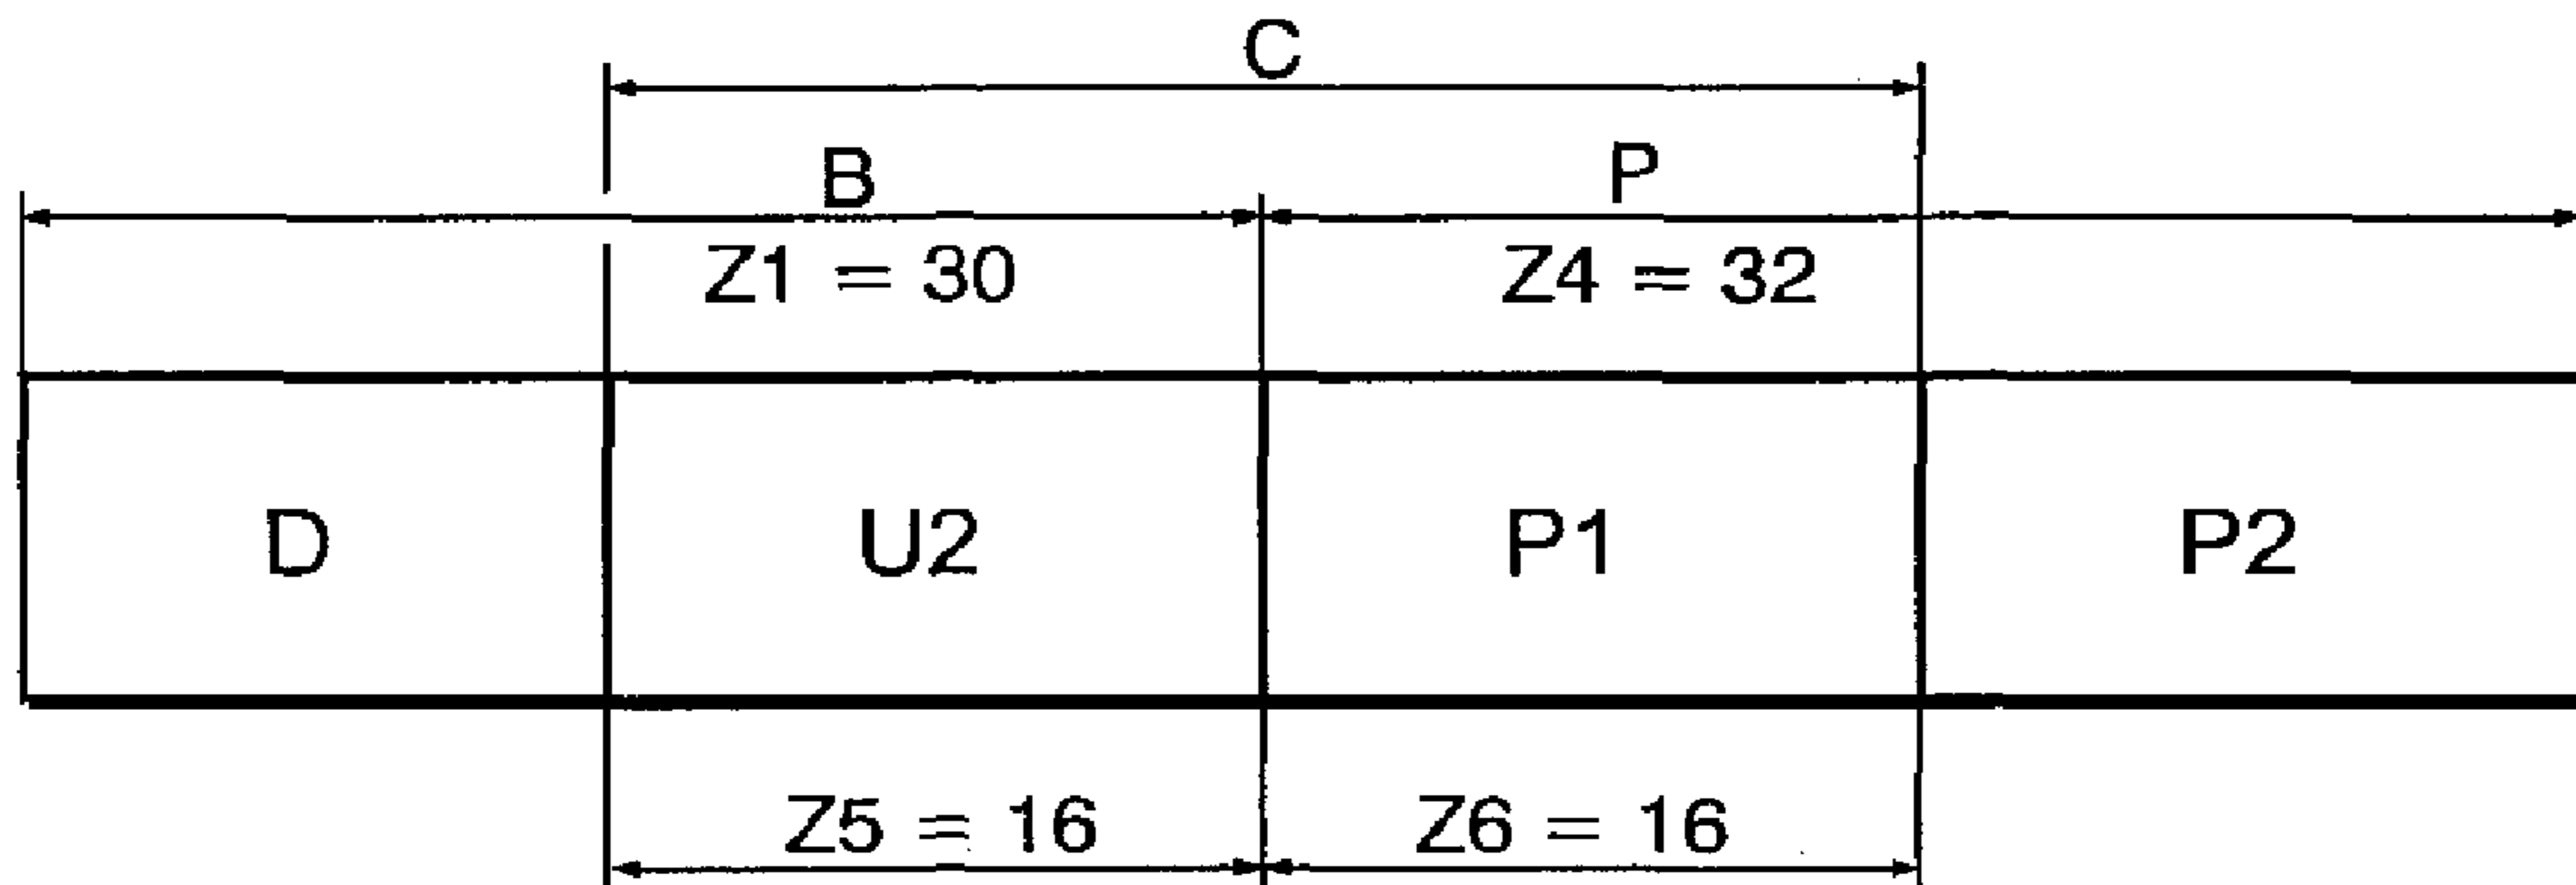 C
B P
Z1 = 30 Z4 = 32
D U2 P1 P2
Z5 = 16 Z6 = 16